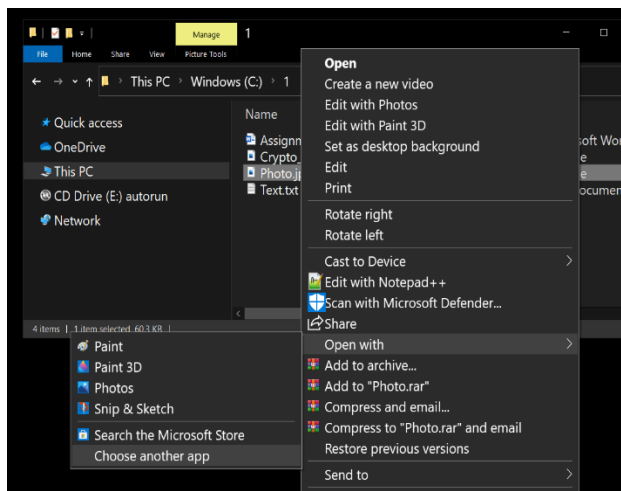 Manage
1
File
Home
Share
View
Picture Tools
This PC
Windows (C:)
1
Quick access
OneDrive
This PC
CD Drive (E:) autorun
Network
Name
Assignn
Crypto_
Photo.j
Text.txt
oft Wor
e
e
ocumen
4 items
1 item selected 60.3 KB
Open
Create a new video
Edit with Photos
Edit with Paint 3D
Set as desktop background
Edit
Print
Rotate right
Rotate left
Cast to Device
Edit with Notepad++
Scan with Microsoft Defender...
Share
Open with
Add to archive...
Add to "Photo.rar"
Compress and email...
Compress to "Photo.rar" and email
Restore previous versions
Send to
Paint
Paint 3D
Photos
Snip & Sketch
Search the Microsoft Store
Choose another app